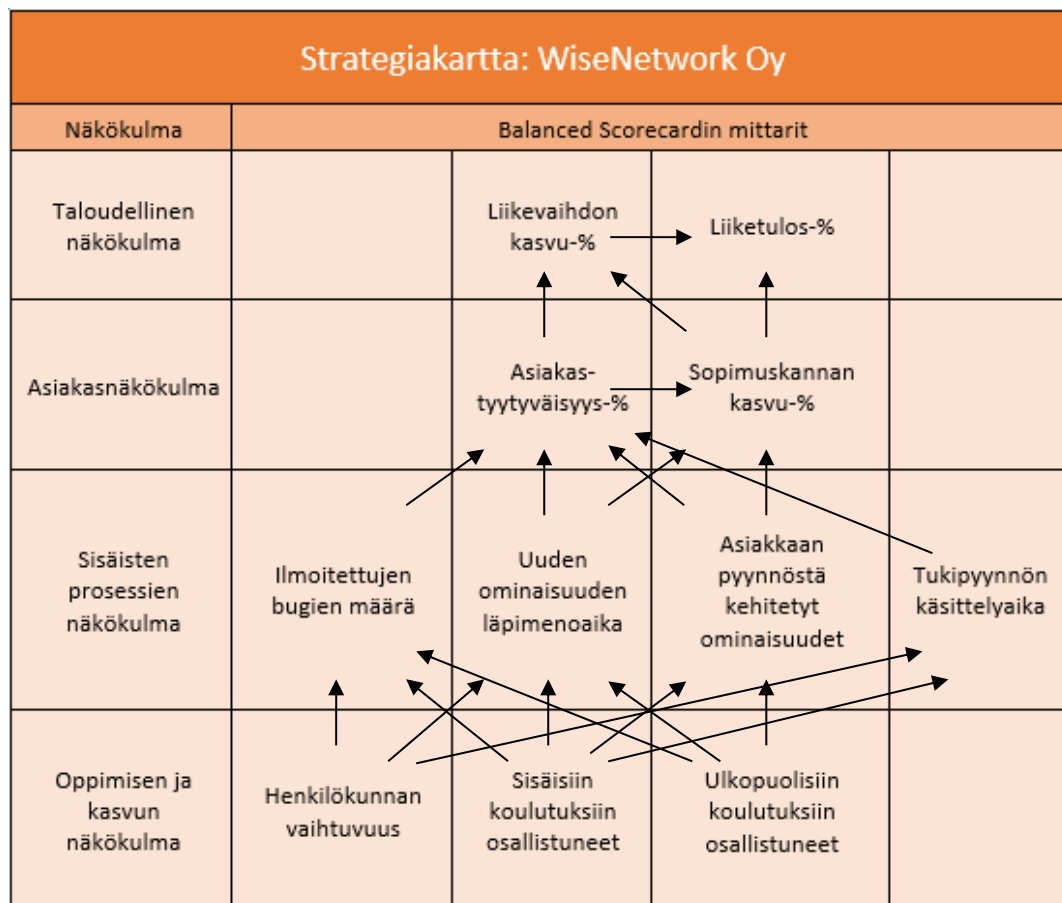 Strategiakartta: WiseNetwork Oy
Näkökulma
Balanced Scorecardin mittarit
Taloudellinen
näkökulma
Liikevaihdon
kasvu-%
Liiketulos-%
Asiakasnäkökulma
Asiakas-
tyytyväisyys-%
Sopimuskannan
kasvu-%
Sisäisten
prosessien
näkökulma
Ilmoitettujen
bugien määrä
Uuden
ominaisuuden
läpimenoaika
Asiakkaan
pyynnöstä
kehitetyt
ominaisuudet
Tukipyynnön
käsittelyaika
Oppimisen ja
kasvun
näkökulma
Henkilökunnan
vaihtuvuus
Sisäisiin
koulutuksiin
osallistuneet
Ulkopuolisiin
koulutuksiin
osallistuneet